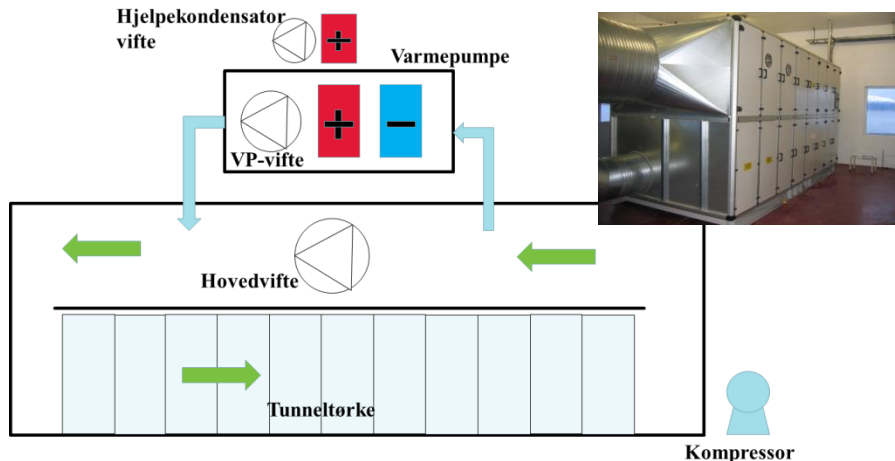 Hjelpekondensator
vifte
Varmepumpe
VP-vifte
Hovedvifte
Tunneltørke
Kompressor